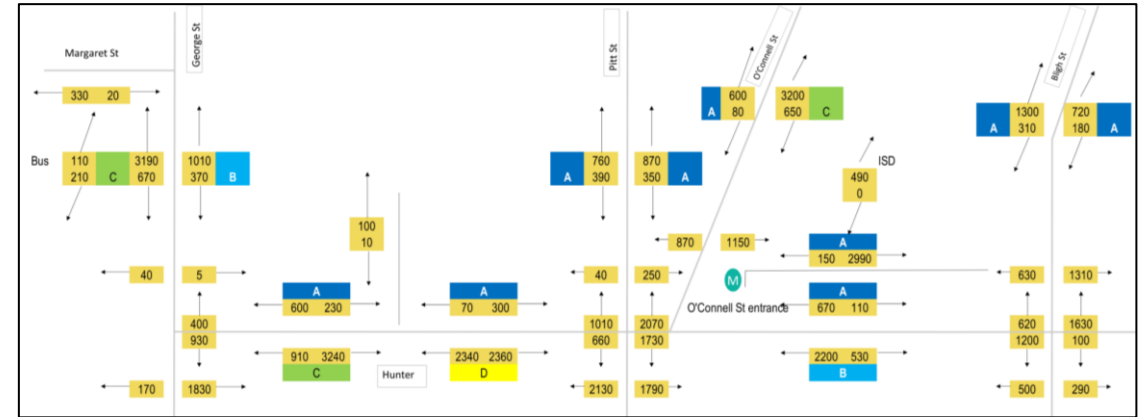 Margaret St
George St
Pitt St
O'Connell St
Bligh St
330 20
600
A 80
3200
650 C
1300
A 310
720
180 A
Bus
110
210
C
3190
670
1010
370 B
760
A 390
870
350 A
ISD
490
0
100
10
870
1150
A
150 2990
40
5
40
250
M
630
1310
A
600 230
A
70 300
O'Connell St entrance
A
670 110
400
930
1010
660
2070
1730
620
1200
1630
100
910 3240
C
Hunter
2340 2360
D
2200 530
B
170
1830
2130
1790
500
290